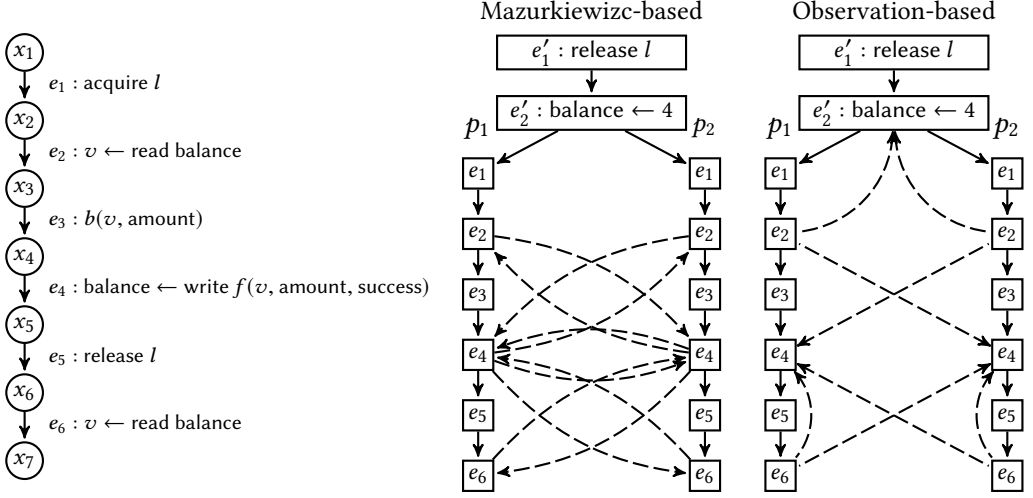 x1
e1 : acquire l
x2
e2 : v ← read balance
x3
e3 : b(v, amount)
x4
e4 : balance ← write f(v, amount, success)
x5
e5 : release l
x6
e6 : v ← read balance
x7
Mazurkiewizc-based
e′1 : release l
e′2 : balance ← 4
p1 p2
e1 e1
e2 e2
e3 e3
e4 e4
e5 e5
e6 e6
Observation-based
e′1 : release l
e′2 : balance ← 4
p1 p2
e1 e1
e2 e2
e3 e3
e4 e4
e5 e5
e6 e6